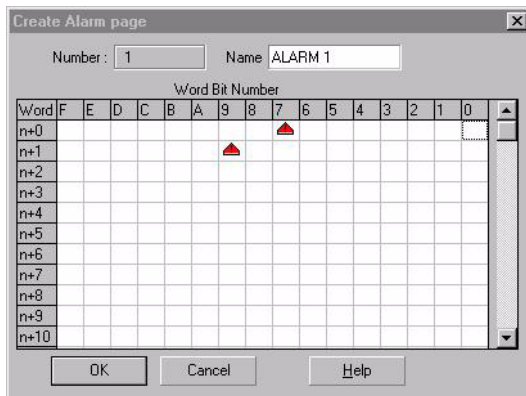 Create Alarm page
Number : 1 Name ALARM 1
Word Bit Number
Word F E D C B A 9 8 7 6 5 4 3 2 1 0
n+0
n+1
n+2
n+3
n+4
n+5
n+6
n+7
n+8
n+9
n+10
OK Cancel Help